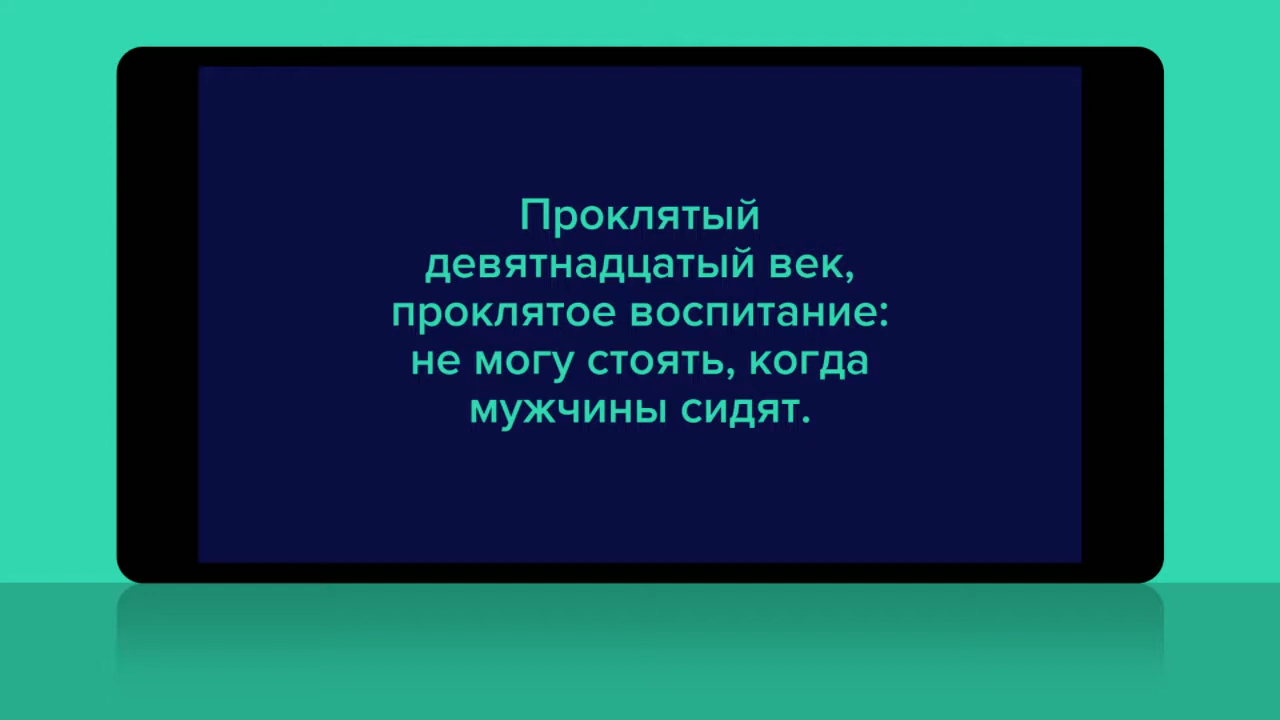 Проклятый
девятнадцатый век,
проклятое воспитание:
не могу стоять, когда
мужчины сидят.